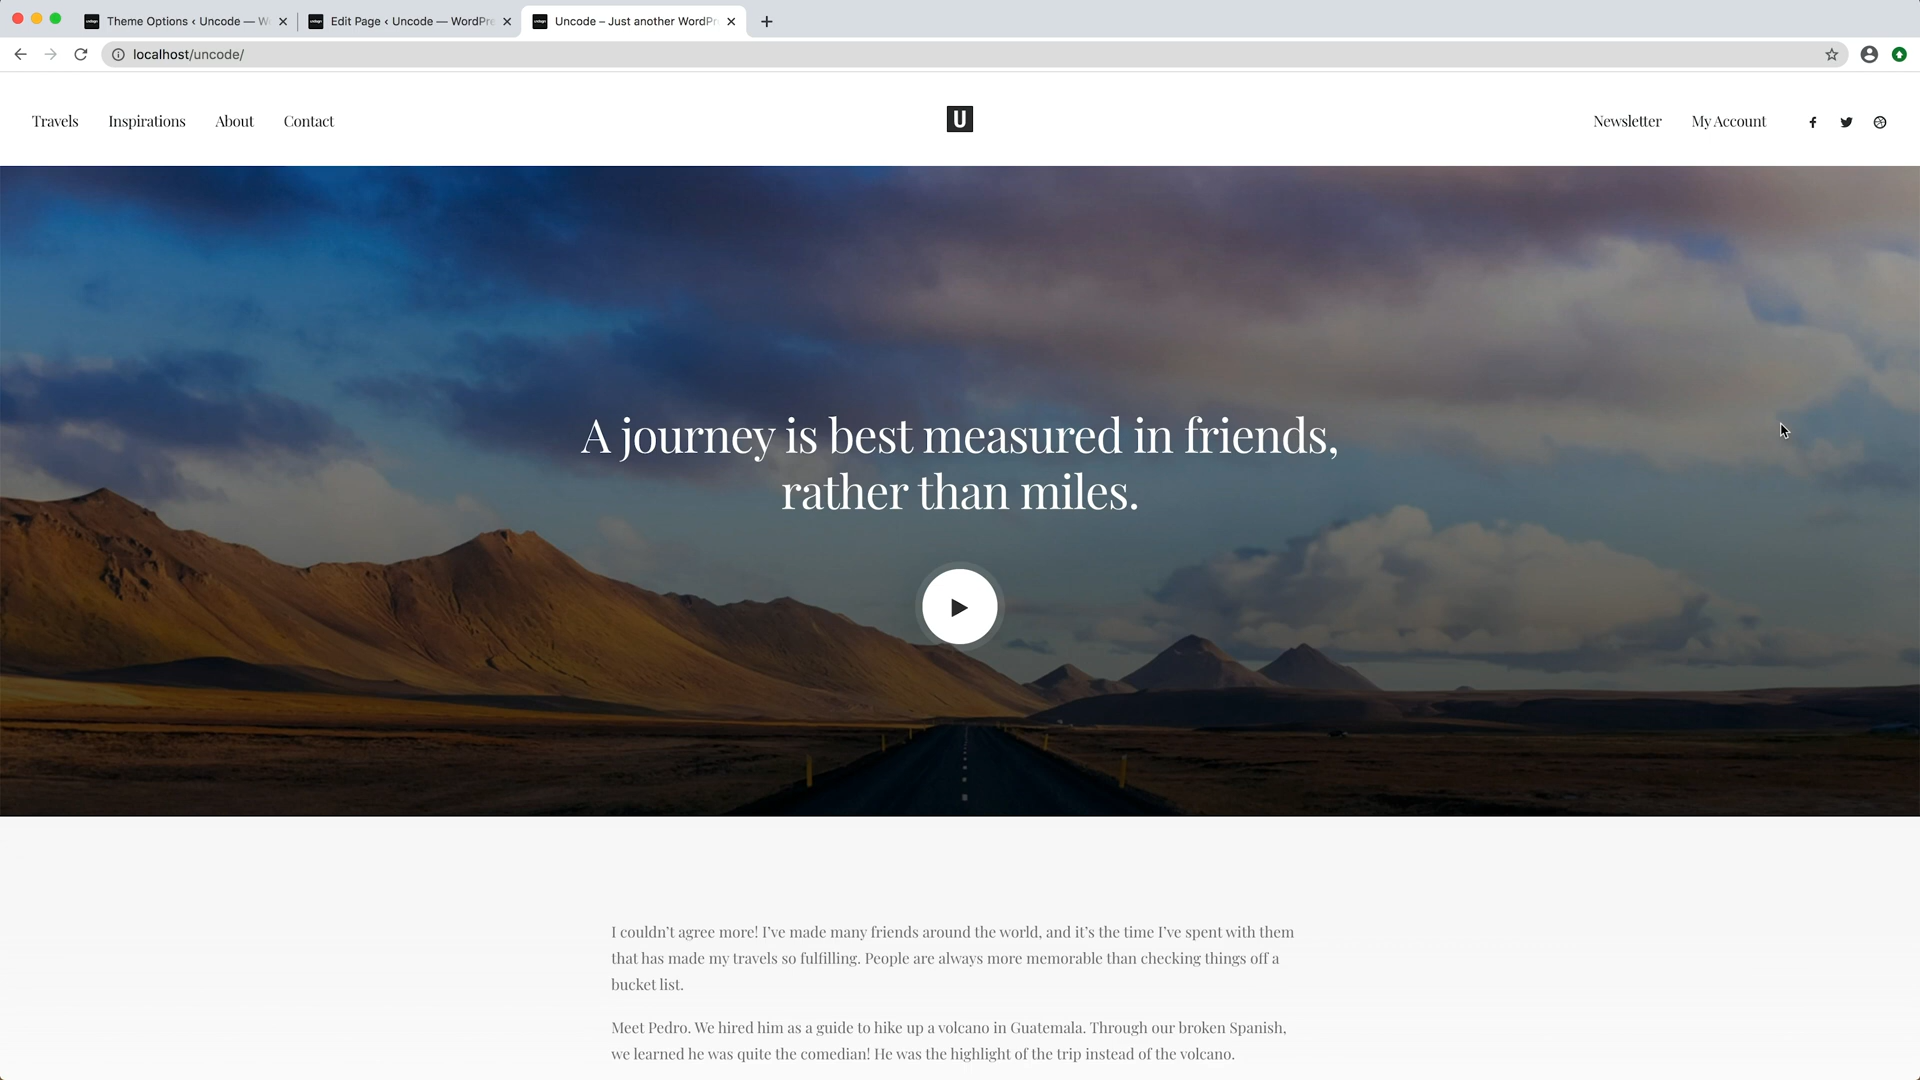 Theme Options ‹ Uncode — W
Edit Page ‹ Uncode — WordPre
Uncode – Just another WordPr
localhost/uncode/
Travels Inspirations About Contact
U
Newsletter My Account
A journey is best measured in friends,
rather than miles.
I couldn’t agree more! I’ve made many friends around the world, and it’s the time I’ve spent with them
that has made my travels so fulfilling. People are always more memorable than checking things off a
bucket list.
Meet Pedro. We hired him as a guide to hike up a volcano in Guatemala. Through our broken Spanish,
we learned he was quite the comedian! He was the highlight of the trip instead of the volcano.